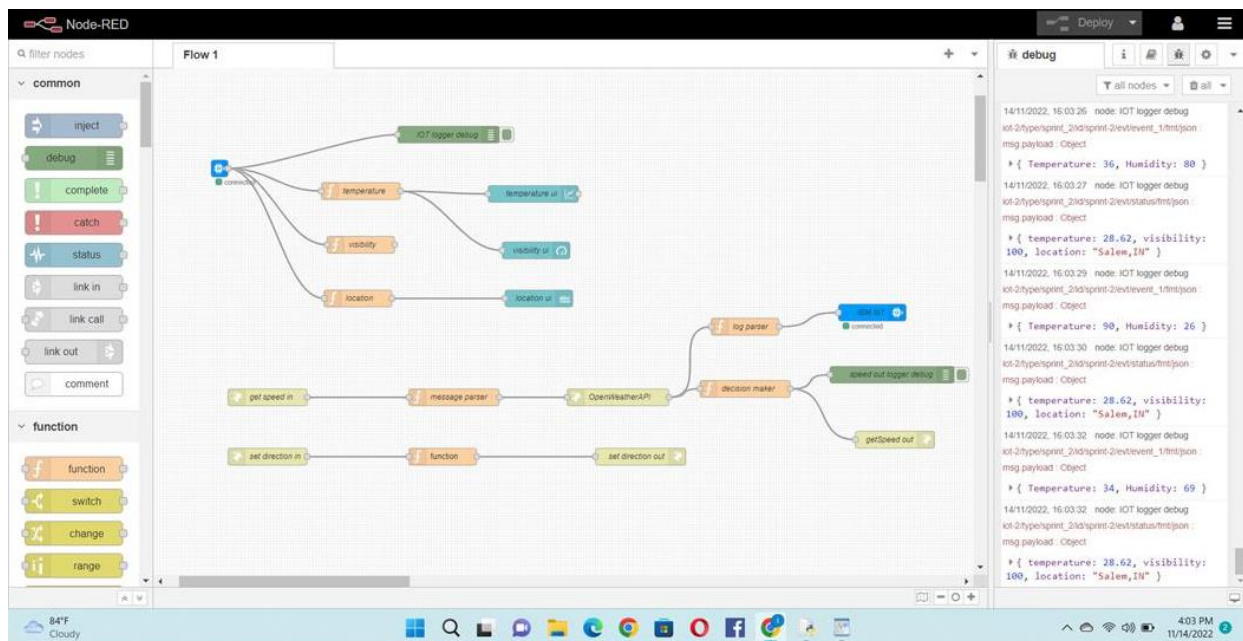 Node-RED
Deploy
filter nodes
Flow 1
debug
i
all nodes
all
common
inject
debug
complete
catch
status
link in
link call
link out
comment
function
function
switch
change
range
IOT logger debug
connected
temperature
temperature ui
visibility
visibility ui
location
location ui
log parser
IBM IoT
connected
get speed in
message parser
OpenWeatherAPI
decision maker
speed out logger debug
getSpeed out
set direction in
function
set direction out
14/11/2022, 16:03:26 node: IOT logger debug
iot-2/type/sprint_2/id/sprint-2/evt/event_1/fmt/json :
msg.payload : Object
{ Temperature: 36, Humidity: 80 }
14/11/2022, 16:03:27 node: IOT logger debug
iot-2/type/sprint_2/id/sprint-2/evt/status/fmt/json :
msg.payload : Object
{ temperature: 28.62, visibility:
100, location: "Salem,IN" }
14/11/2022, 16:03:29 node: IOT logger debug
iot-2/type/sprint_2/id/sprint-2/evt/event_1/fmt/json :
msg.payload : Object
{ Temperature: 90, Humidity: 26 }
14/11/2022, 16:03:30 node: IOT logger debug
iot-2/type/sprint_2/id/sprint-2/evt/status/fmt/json :
msg.payload : Object
{ temperature: 28.62, visibility:
100, location: "Salem,IN" }
14/11/2022, 16:03:32 node: IOT logger debug
iot-2/type/sprint_2/id/sprint-2/evt/event_1/fmt/json :
msg.payload : Object
{ Temperature: 34, Humidity: 69 }
14/11/2022, 16:03:32 node: IOT logger debug
iot-2/type/sprint_2/id/sprint-2/evt/status/fmt/json :
msg.payload : Object
{ temperature: 28.62, visibility:
100, location: "Salem,IN" }
84°F
Cloudy
4:03 PM
11/14/2022
2